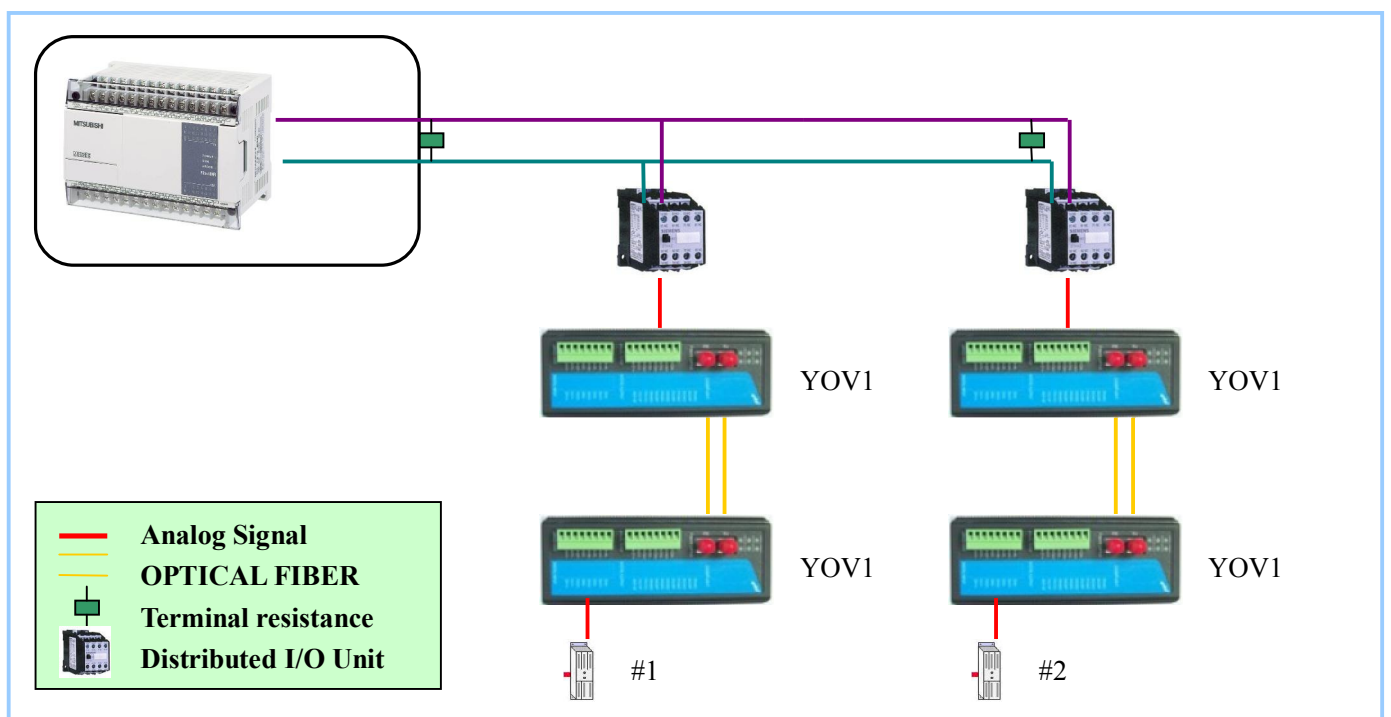 MITSUBISHI
YOV1
YOV1
YOV1
YOV1
Analog Signal
OPTICAL FIBER
Terminal resistance
Distributed I/O Unit
#1
#2